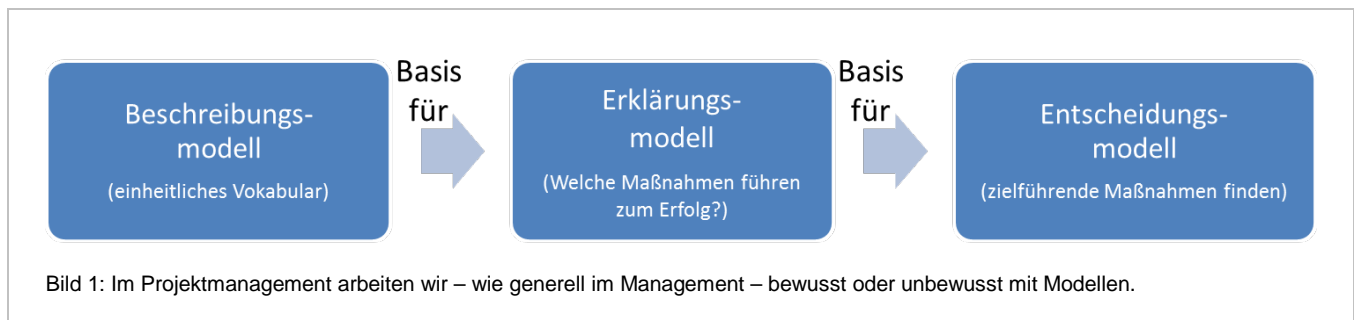 Beschreibungs-
modell
(einheitliches Vokabular)
Basis
für
Erklärungs-
modell
(Welche Maßnahmen führen
zum Erfolg?)
Basis
für
Entscheidungs-
modell
(zielführende Maßnahmen finden)
Bild 1: Im Projektmanagement arbeiten wir – wie generell im Management – bewusst oder unbewusst mit Modellen.